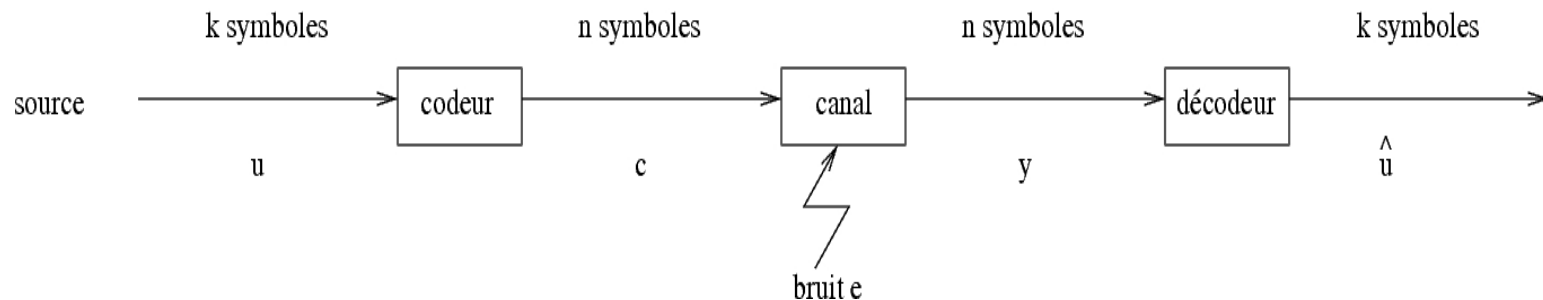 k symboles n symboles n symboles k symboles
source codeur canal décodeur
u c y û
bruit e